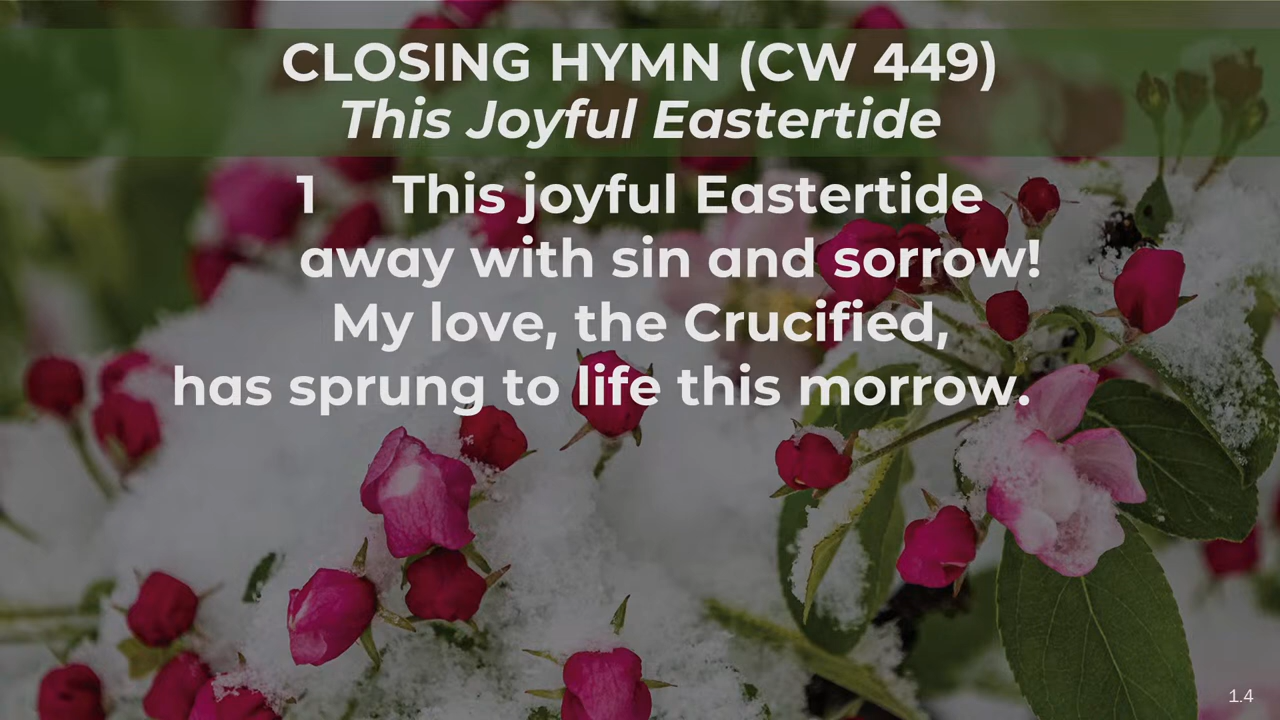 CLOSING HYMN (CW 449)
This Joyful Eastertide
1 This joyful Eastertide
away with sin and sorrow!
My love, the Crucified,
has sprung to life this morrow.
1.4